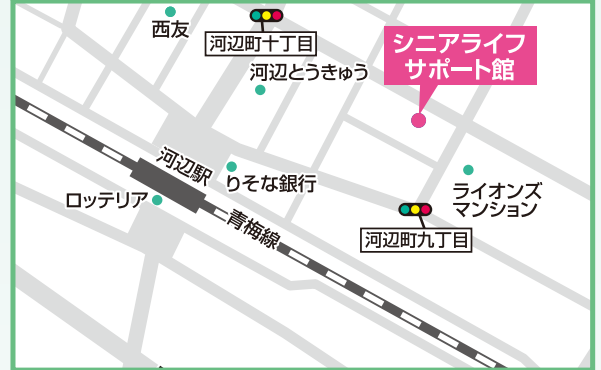 西友
河辺町十丁目
河辺とうきゅう
シニアライフ
サポート館
河辺駅
りそな銀行
ロッテリア
ライオンズ
マンション
青梅線
河辺町九丁目